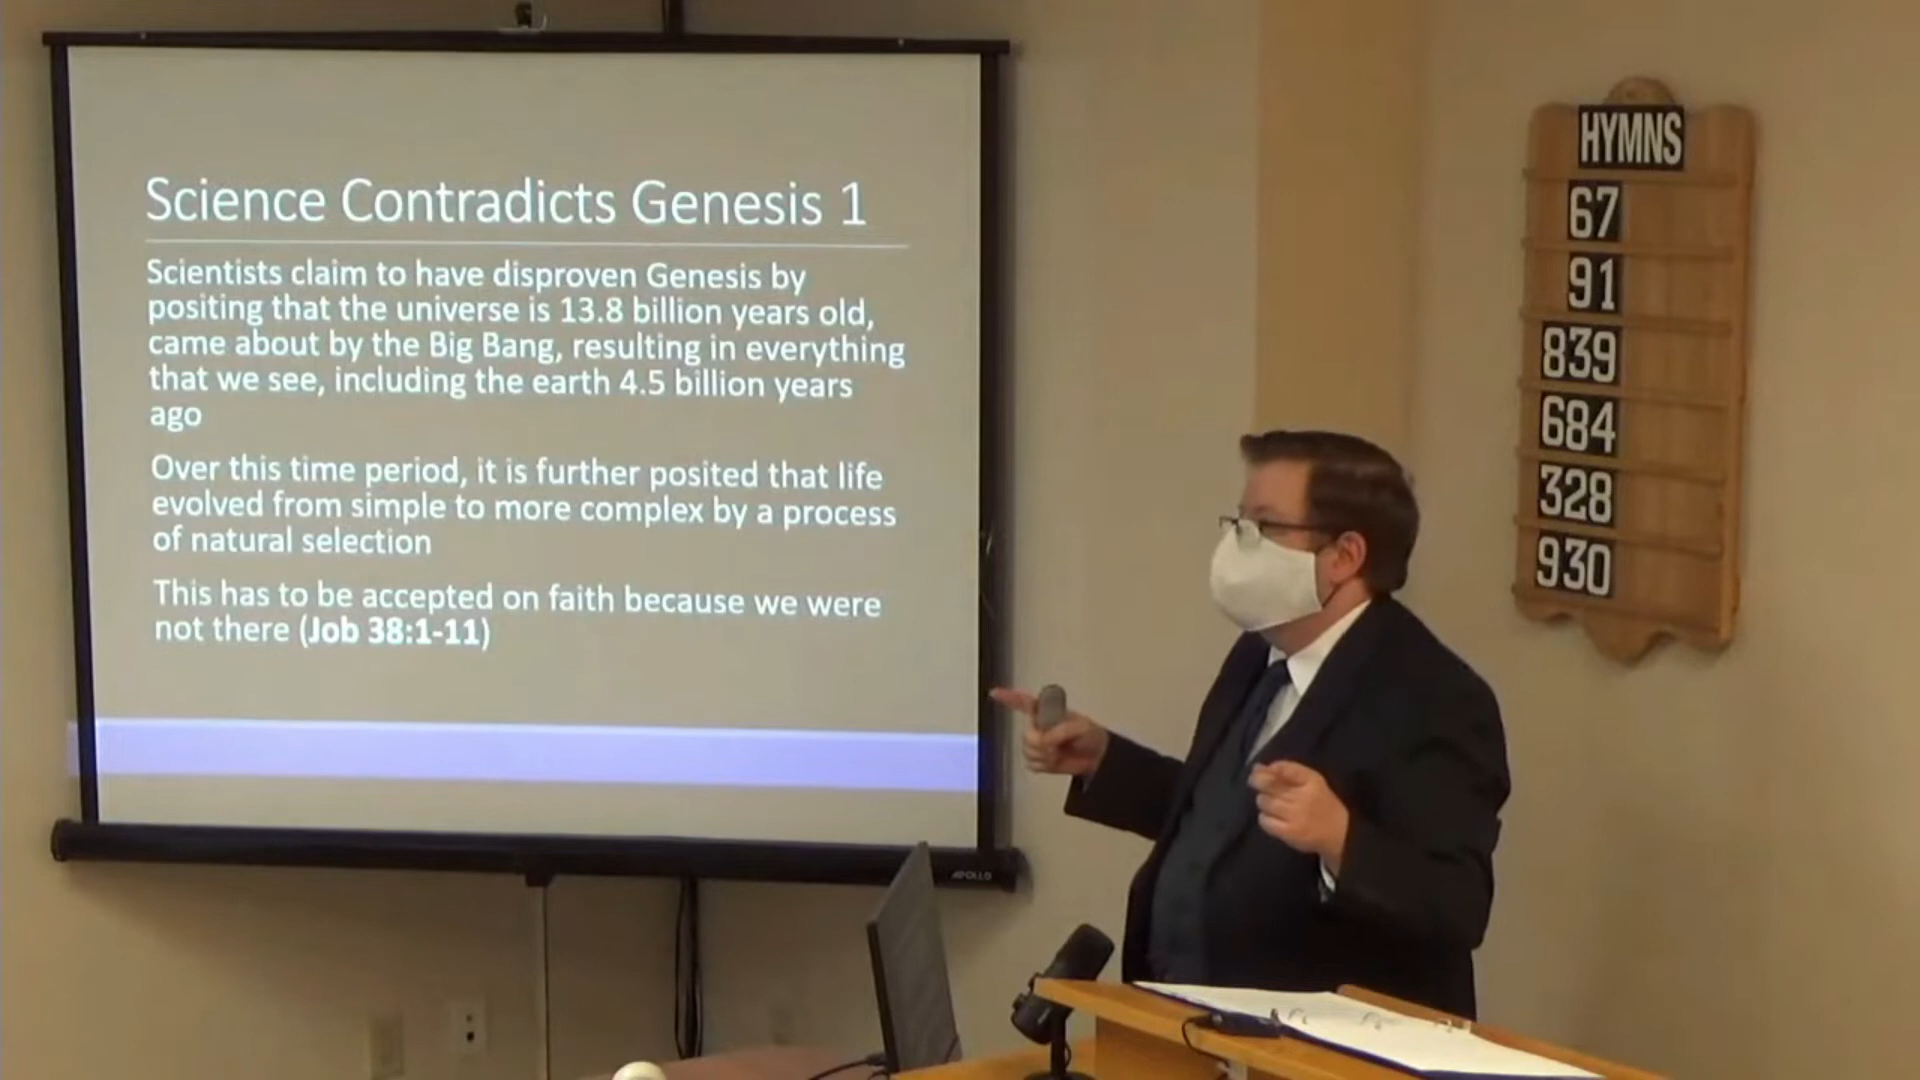 Science Contradicts Genesis 1
Scientists claim to have disproven Genesis by
positing that the universe is 13.8 billion years old,
came about by the Big Bang, resulting in everything
that we see, including the earth 4.5 billion years
ago
Over this time period, it is further posited that life
evolved from simple to more complex by a process
of natural selection
This has to be accepted on faith because we were
not there (Job 38:1-11)
APOLLO
HYMNS
67
91
839
684
328
930